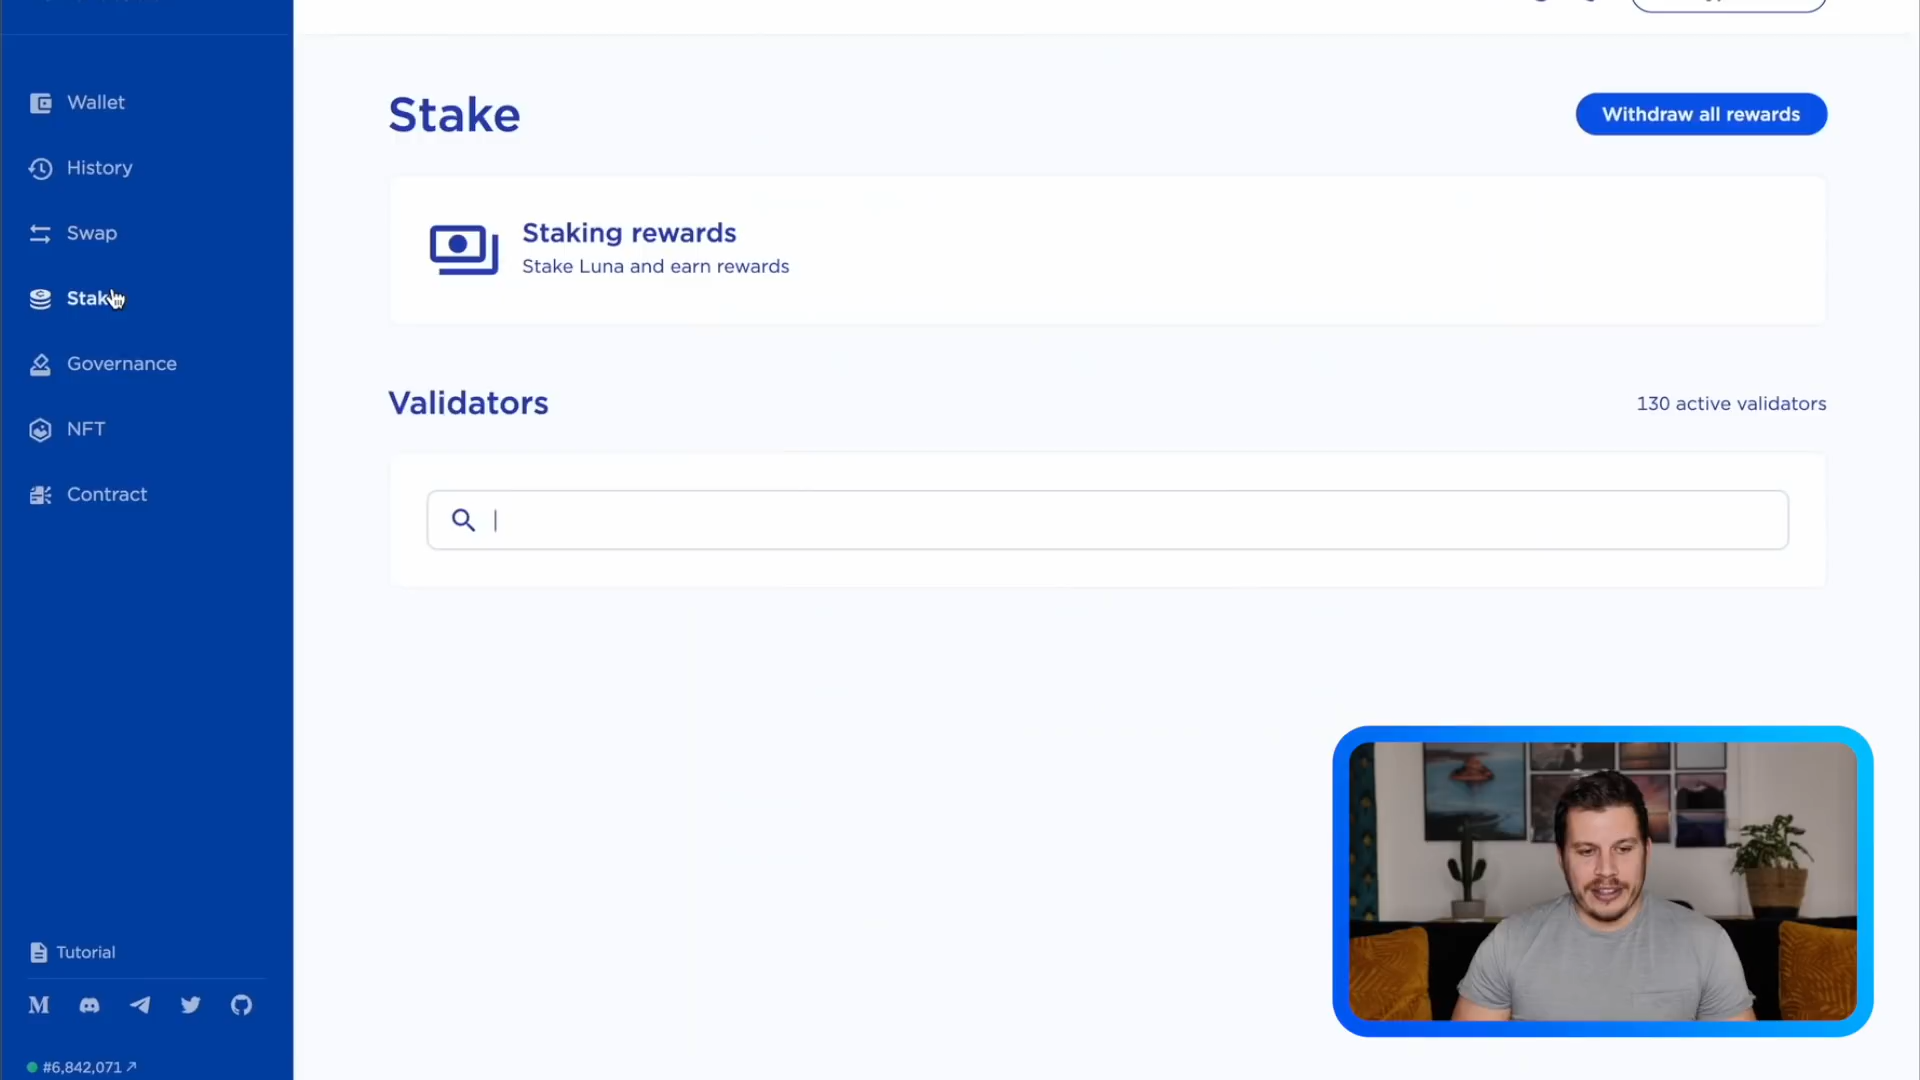 Wallet
History
Swap
Stake
Governance
NFT
Contract
Tutorial
#6,842,071
Stake
Withdraw all rewards
Staking rewards
Stake Luna and earn rewards
Validators
130 active validators